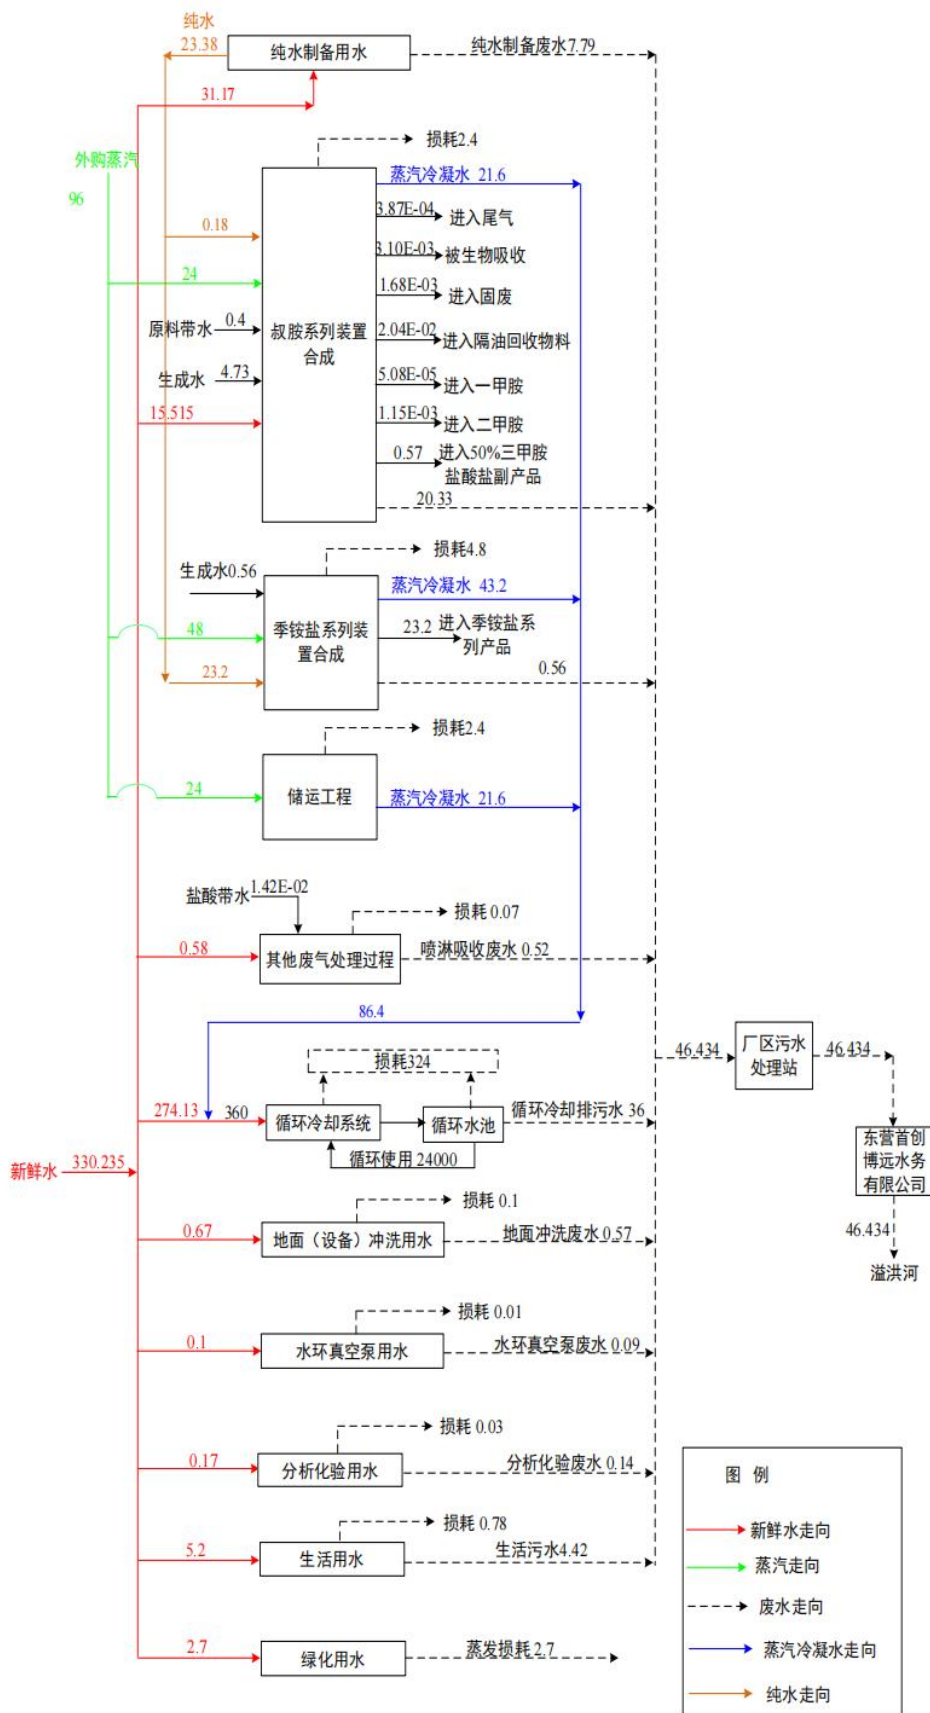 纯水
23.38
纯水制备用水
纯水制备废水7.79
31.17
损耗2.4
外购蒸汽
96
蒸汽冷凝水 21.6
3.87E-04
进入尾气
0.18
3.10E-03
被生物吸收
24
1.68E-03
进入固废
原料带水
0.4
叔胺系列装置
合成
2.04E-02
进入隔油回收物料
生成水
4.73
5.08E-05
进入一甲胺
15.515
1.15E-03
进入二甲胺
0.57
进入50%三甲胺
盐酸盐副产品
20.33
损耗4.8
生成水0.56
蒸汽冷凝水 43.2
48
季铵盐系列装
置合成
23.2
进入季铵盐系
列产品
23.2
0.56
损耗2.4
24
储运工程
蒸汽冷凝水 21.6
盐酸带水
1.42E-02
损耗 0.07
0.58
其他废气处理过程
喷淋吸收废水 0.52
86.4
损耗324
46.434
厂区污水
处理站
46.434
274.13
360
循环冷却系统
循环水池
循环冷却排污水 36
循环使用 24000
东营首创
博远水务
有限公司
新鲜水
330.235
损耗 0.1
0.67
地面（设备）冲洗用水
地面冲洗废水 0.57
46.434
溢洪河
损耗 0.01
0.1
水环真空泵用水
水环真空泵废水 0.09
损耗 0.03
0.17
分析化验用水
分析化验废水 0.14
损耗 0.78
5.2
生活用水
生活污水4.42
2.7
绿化用水
蒸发损耗 2.7
图 例
新鲜水走向
蒸汽走向
废水走向
蒸汽冷凝水走向
纯水走向